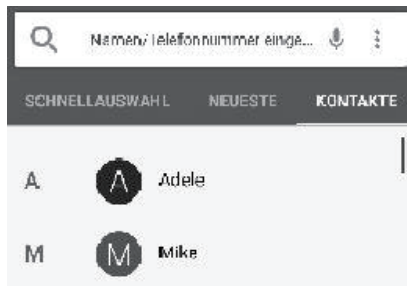 Namen/Telefonnummer einge...
SCHNELLAUSWAHL NEUESTE KONTAKTE
A A Adele
M M Mike